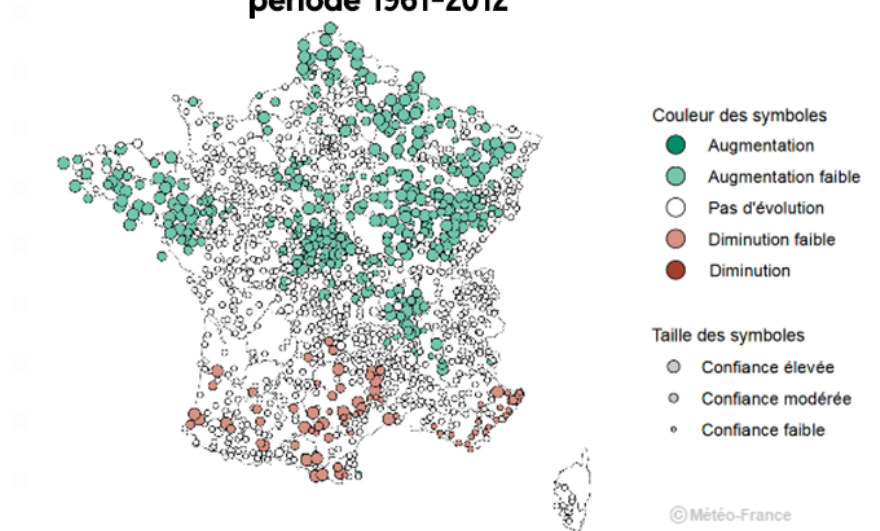 période 1961-2012
Couleur des symboles
Augmentation
Augmentation faible
Pas d'évolution
Diminution faible
Diminution
Taille des symboles
Confiance élevée
Confiance modérée
Confiance faible
© Météo-France